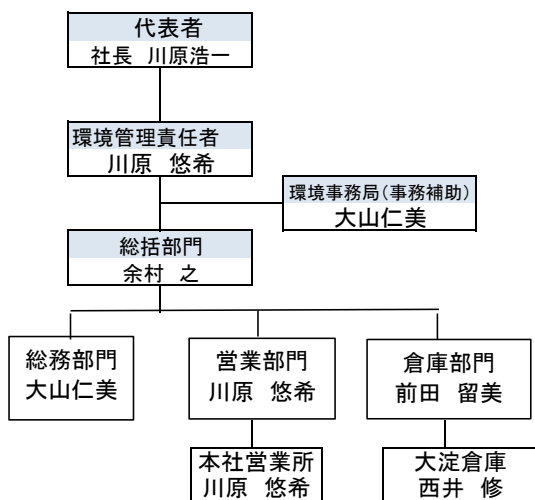 代表者
社長 川原浩一
環境管理責任者
川原 悠希
環境事務局(事務補助)
大山仁美
総括部門
余村 之
総務部門
大山仁美
営業部門
川原 悠希
倉庫部門
前田 留美
本社営業所
川原 悠希
大淀倉庫
西井 修